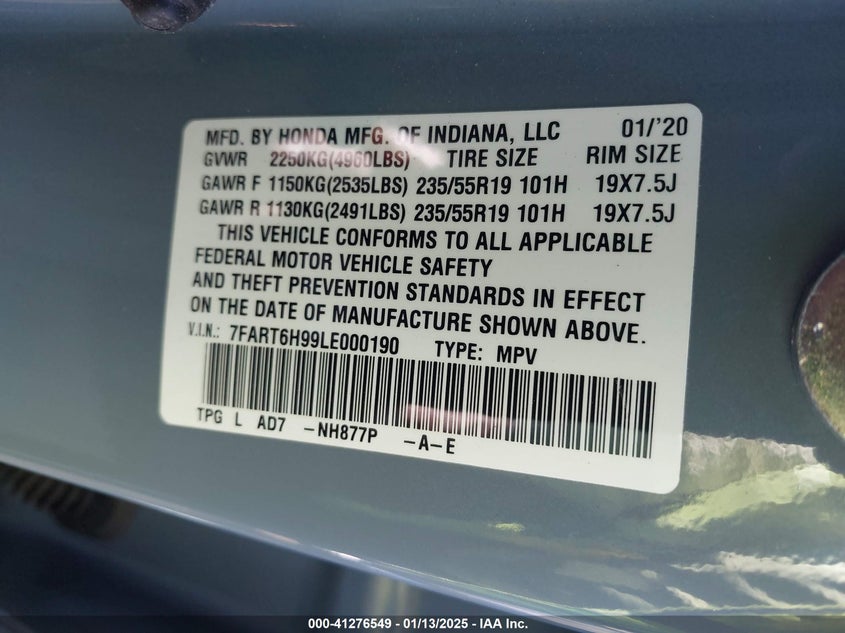 MFD. BY HONDA MFG. OF INDIANA, LLC 01/'20
GVWR 2250KG(4960LBS) TIRE SIZE RIM SIZE
GAWR F 1150KG(2535LBS) 235/55R19 101H 19X7.5J
GAWR R 1130KG(2491LBS) 235/55R19 101H 19X7.5J
THIS VEHICLE CONFORMS TO ALL APPLICABLE
FEDERAL MOTOR VEHICLE SAFETY
AND THEFT PREVENTION STANDARDS IN EFFECT
ON THE DATE OF MANUFACTURE SHOWN ABOVE.
V.I.N.: 7FART6H99LE000190 TYPE: MPV
TPG L AD7 -NH877P -A-E
000-41276549 — 01/13/2025 — IAA Inc.